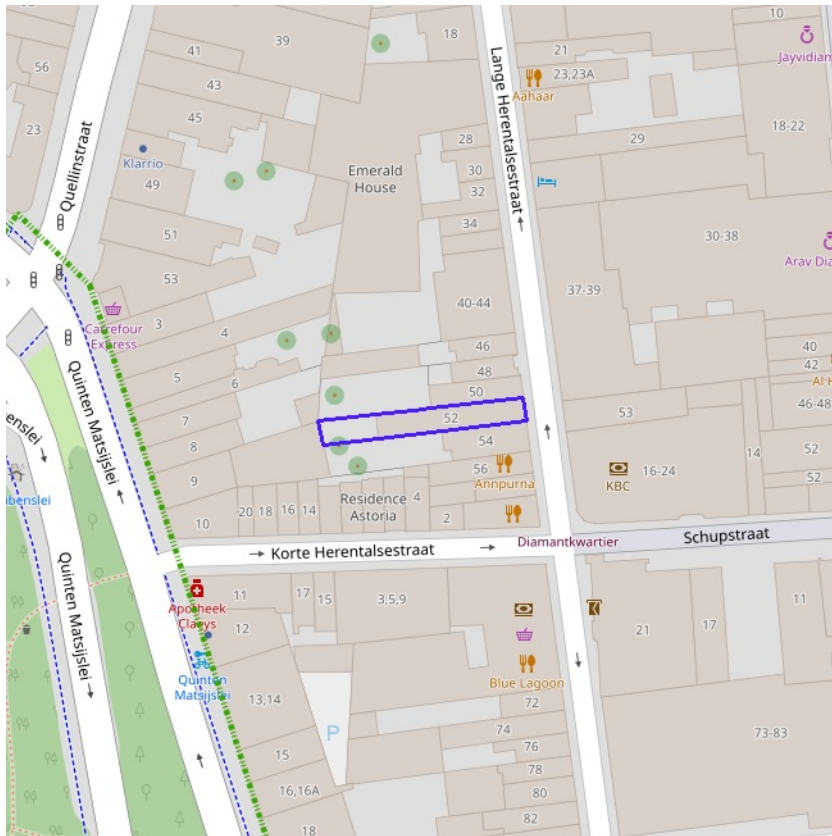 39
18
10
Jayvidiam
56
41
21
23,23A
Aahaar
43
Quellinstraat
Lange Herentalsestraat
45
18-22
23
28
29
Klarrio
Emerald
House
30
49
32
34
51
30-38
Arav Dia
53
37-39
40-44
3
4
Carrefour
Express
46
40
5
48
42
Al H
6
50
46-48
Quinten Matsijslei
7
52
53
enslei
8
54
14
52
9
56
Annpurna
KBC
16-24
52
abenslei
Residence
Astoria
4
20
18
16
14
10
2
Diamantkwartier
Schupstraat
Korte Herentalsestraat
Quinten Matsijslei
11
17
15
3,5,9
11
Apotheek
Claeys
12
21
17
Quinten
Matsijslei
Blue Lagoon
13,14
72
P
74
73-83
76
15
78
16,16A
80
18
82